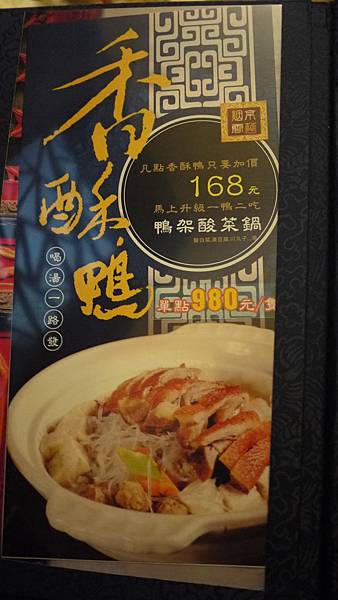 香酥鴨
喝湯一路發
凡點香酥鴨只要加價
168元
馬上升級一鴨二吃
鴨架酸菜鍋
單點980元/隻